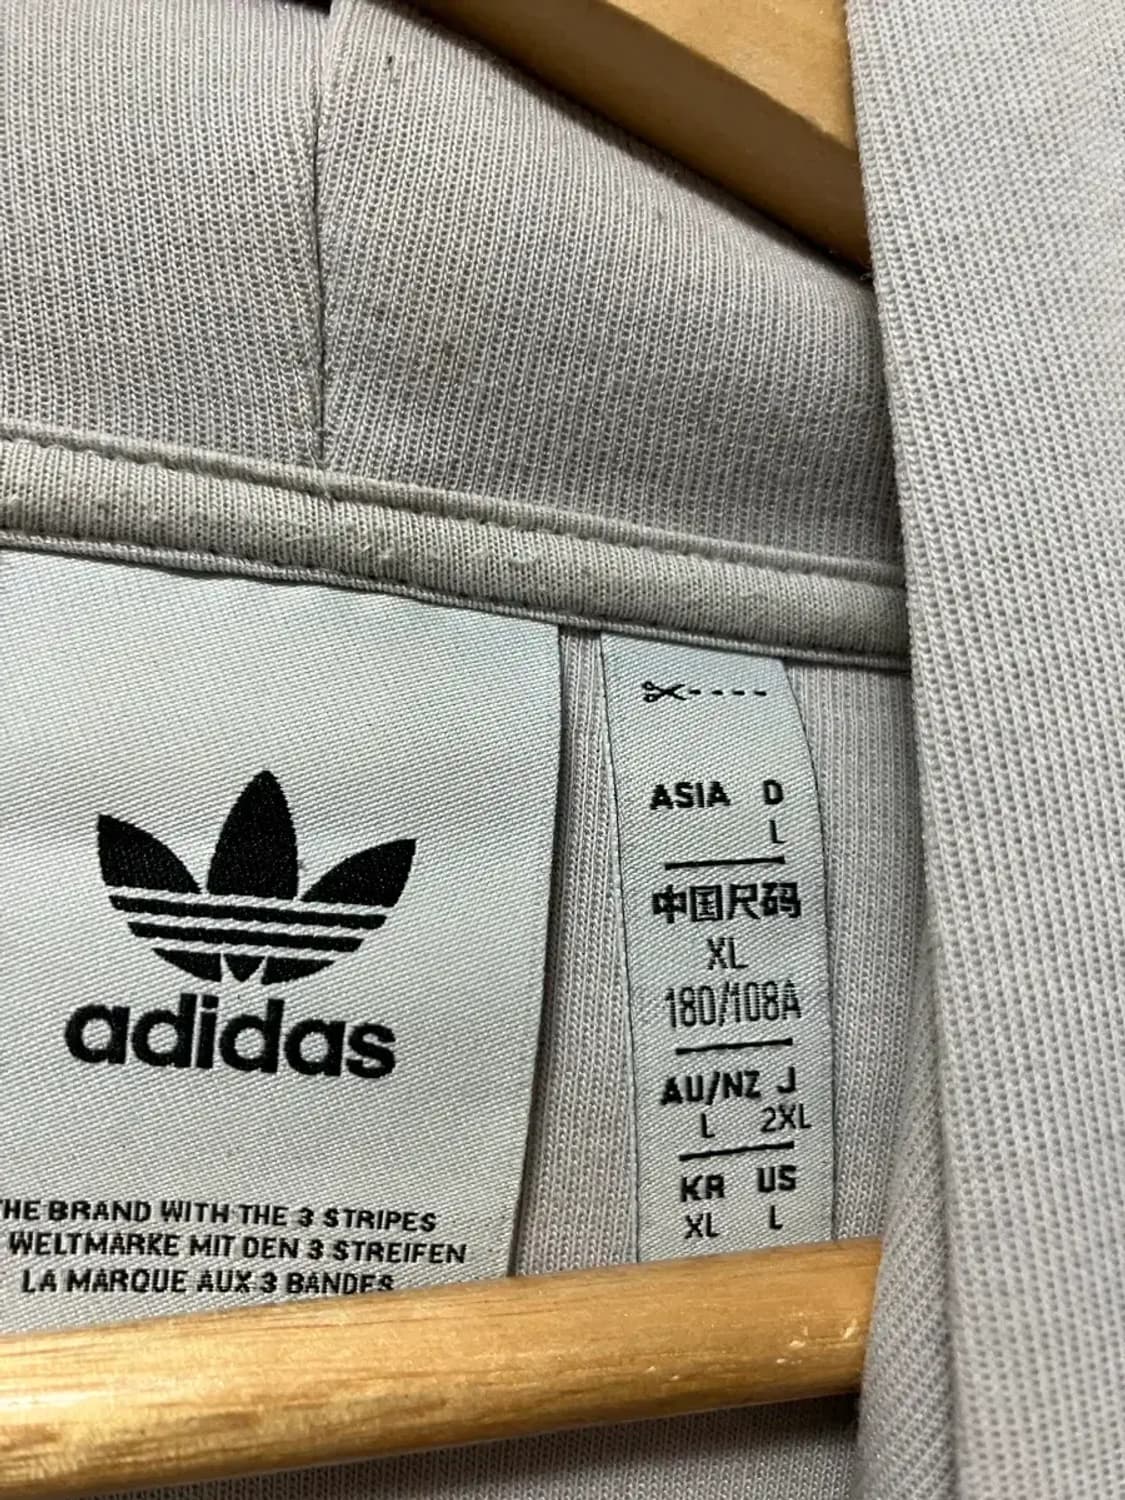 adidas
THE BRAND WITH THE 3 STRIPES
WELTMARKE MIT DEN 3 STREIFEN
LA MARQUE AUX 3 BANDES
ASIA D
L
中国尺码
XL
180/108A
AU/NZ J
L 2XL
KR US
XL L